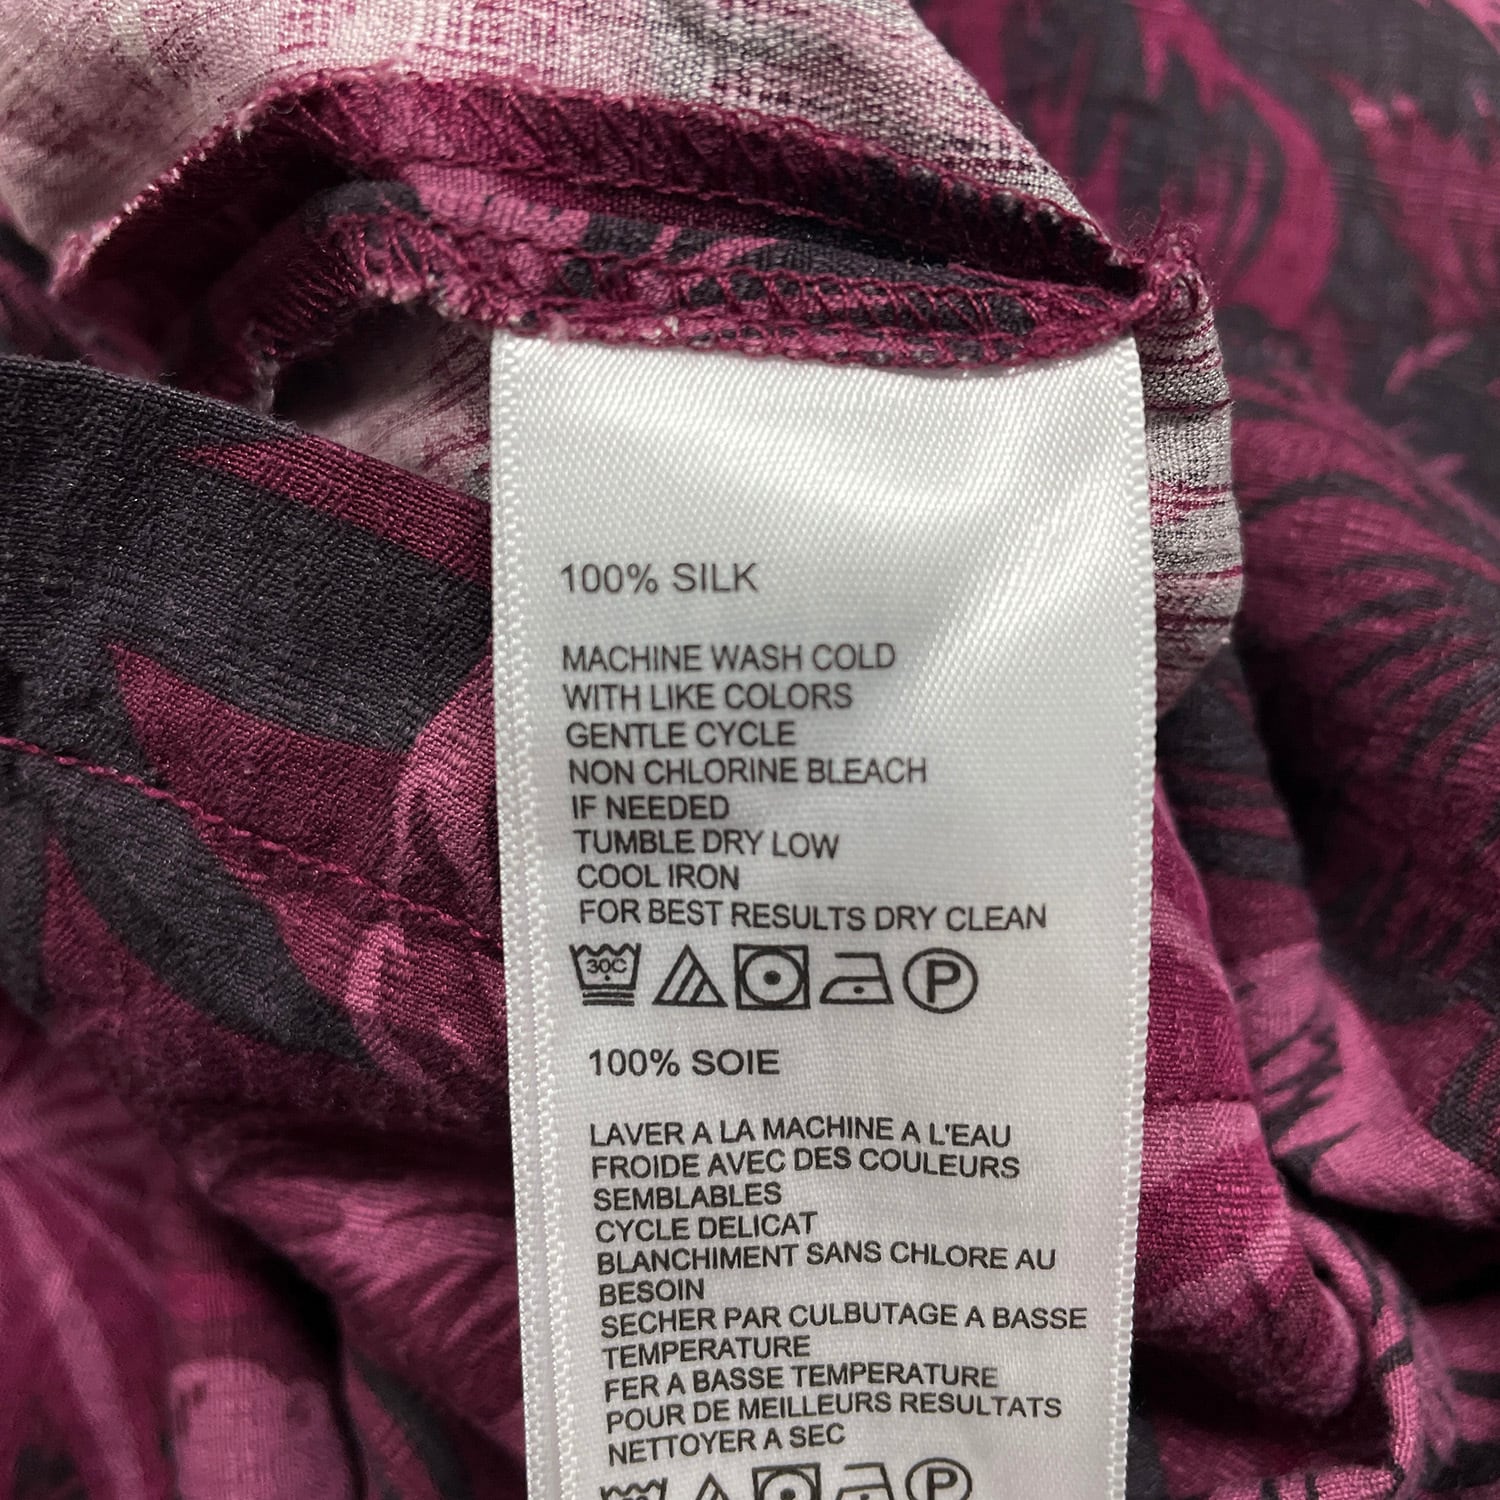 100% SILK
MACHINE WASH COLD
WITH LIKE COLORS
GENTLE CYCLE
NON CHLORINE BLEACH
IF NEEDED
TUMBLE DRY LOW
COOL IRON
FOR BEST RESULTS DRY CLEAN
30C P
100% SOIE
LAVER A LA MACHINE A L'EAU
FROIDE AVEC DES COULEURS
SEMBLABLES
CYCLE DELICAT
BLANCHIMENT SANS CHLORE AU
BESOIN
SECHER PAR CULBUTAGE A BASSE
TEMPERATURE
FER A BASSE TEMPERATURE
POUR DE MEILLEURS RESULTATS
NETTOYER A SEC
P